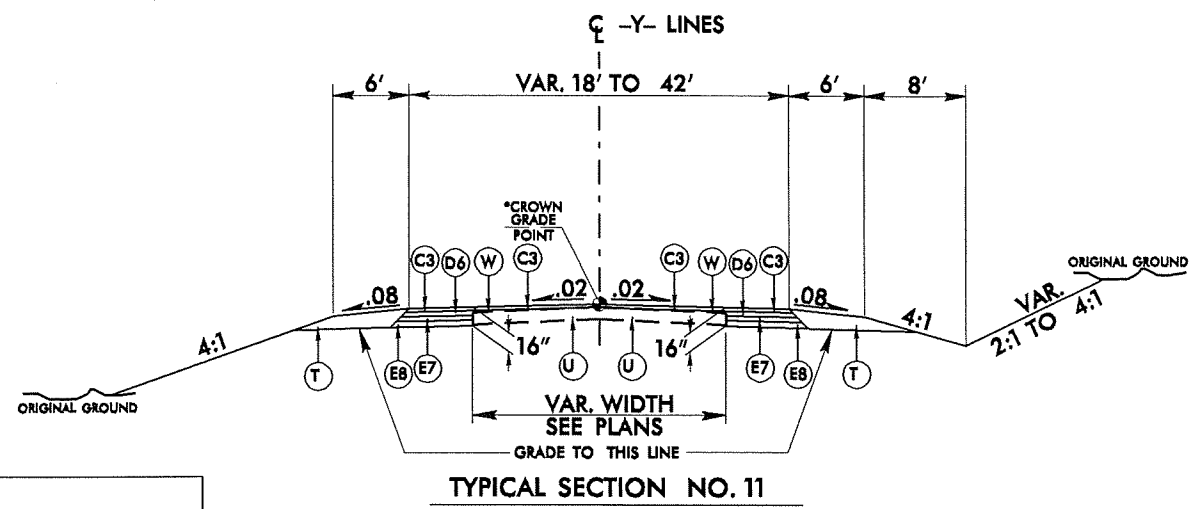 ℄ -Y- LINES
6' VAR. 18' TO 42' 6' 8'
*CROWN
GRADE
POINT
C3 D6 W C3 C3 W D6 C3
ORIGINAL GROUND
.08 .02 .02 .08
VAR.
2:1 TO 4:1
4:1 4:1
16" 16"
T E8 E7 U U E7 E8 T
ORIGINAL GROUND
VAR. WIDTH
SEE PLANS
GRADE TO THIS LINE
TYPICAL SECTION NO. 11